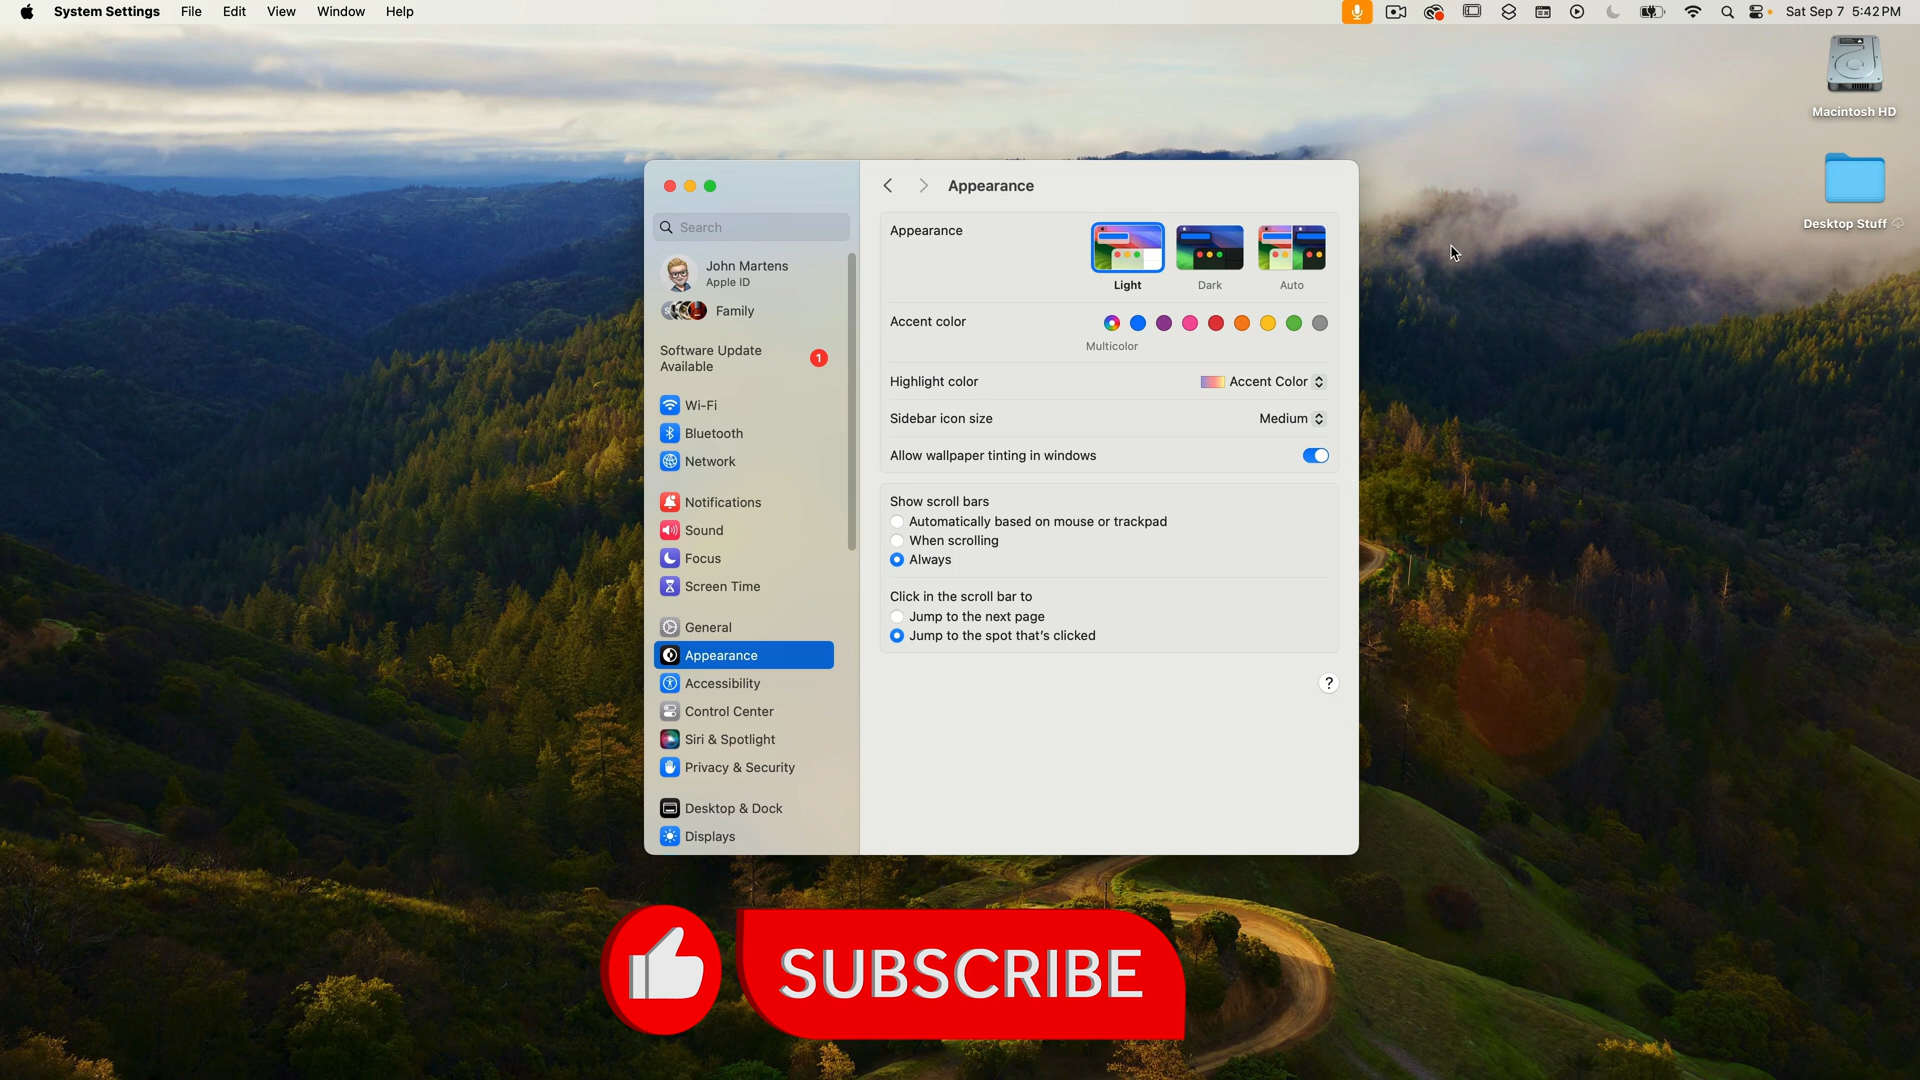 System Settings File Edit View Window Help
Sat Sep 7 5:42 PM
Macintosh HD
Desktop Stuff
Search
John Martens
Apple ID
Family
Software Update
Available
1
Wi-Fi
Bluetooth
Network
Notifications
Sound
Focus
Screen Time
General
Appearance
Accessibility
Control Center
Siri & Spotlight
Privacy & Security
Desktop & Dock
Displays
Appearance
Appearance
Light
Dark
Auto
Accent color
Multicolor
Highlight color
Accent Color
Sidebar icon size
Medium
Allow wallpaper tinting in windows
Show scroll bars
Automatically based on mouse or trackpad
When scrolling
Always
Click in the scroll bar to
Jump to the next page
Jump to the spot that's clicked
?
SUBSCRIBE